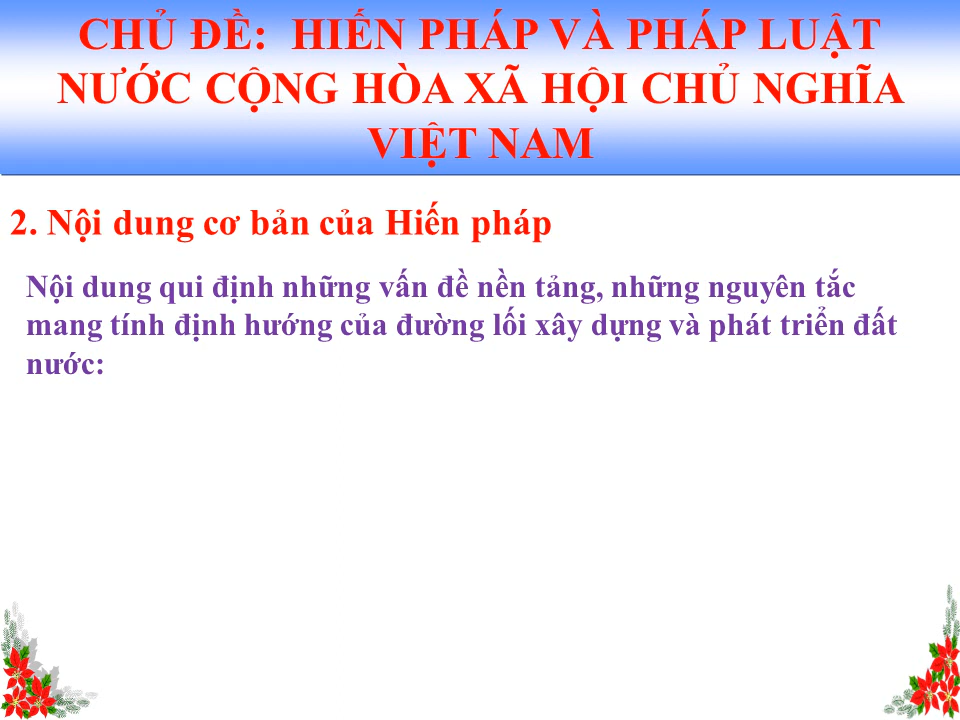 CHỦ ĐỀ: HIẾN PHÁP VÀ PHÁP LUẬT
NƯỚC CỘNG HÒA XÃ HỘI CHỦ NGHĨA
VIỆT NAM
2. Nội dung cơ bản của Hiến pháp
Nội dung qui định những vấn đề nền tảng, những nguyên tắc
mang tính định hướng của đường lối xây dựng và phát triển đất
nước: